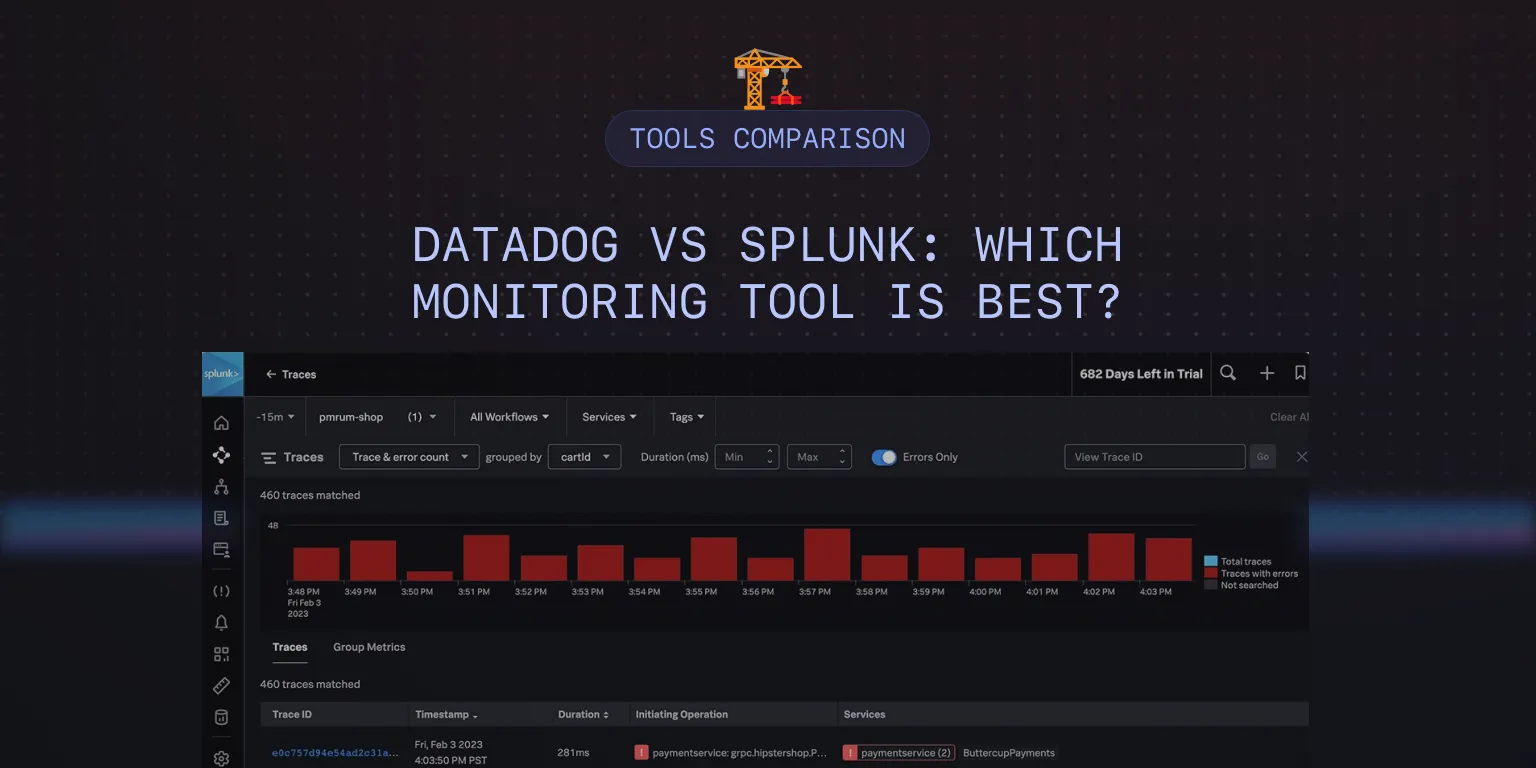 TOOLS COMPARISON
DATADOG VS SPLUNK: WHICH
MONITORING TOOL IS BEST?
splunk>
Traces
682 Days Left in Trial
-15m
pmrum-shop (1)
All Workflows
Services
Tags
Clear Al
Traces
Trace & error count
grouped by
cartId
Duration (ms)
Min
Max
Errors Only
View Trace ID
Go
460 traces matched
48
3:48 PM 3:49 PM 3:50 PM 3:51 PM 3:52 PM 3:53 PM 3:54 PM 3:55 PM 3:56 PM 3:57 PM 3:58 PM 3:59 PM 4:00 PM 4:01 PM 4:02 PM 4:03 PM
Fri Feb 3
2023
Total traces
Traces with errors
Not searched
Traces Group Metrics
460 traces matched
Trace ID Timestamp Duration Initiating Operation Services
e0c757d94e54ad2c31a...
Fri, Feb 3 2023
4:03:50 PM PST
281ms
paymentservice: grpc.hipstershop.P...
paymentservice (2)
ButtercupPayments